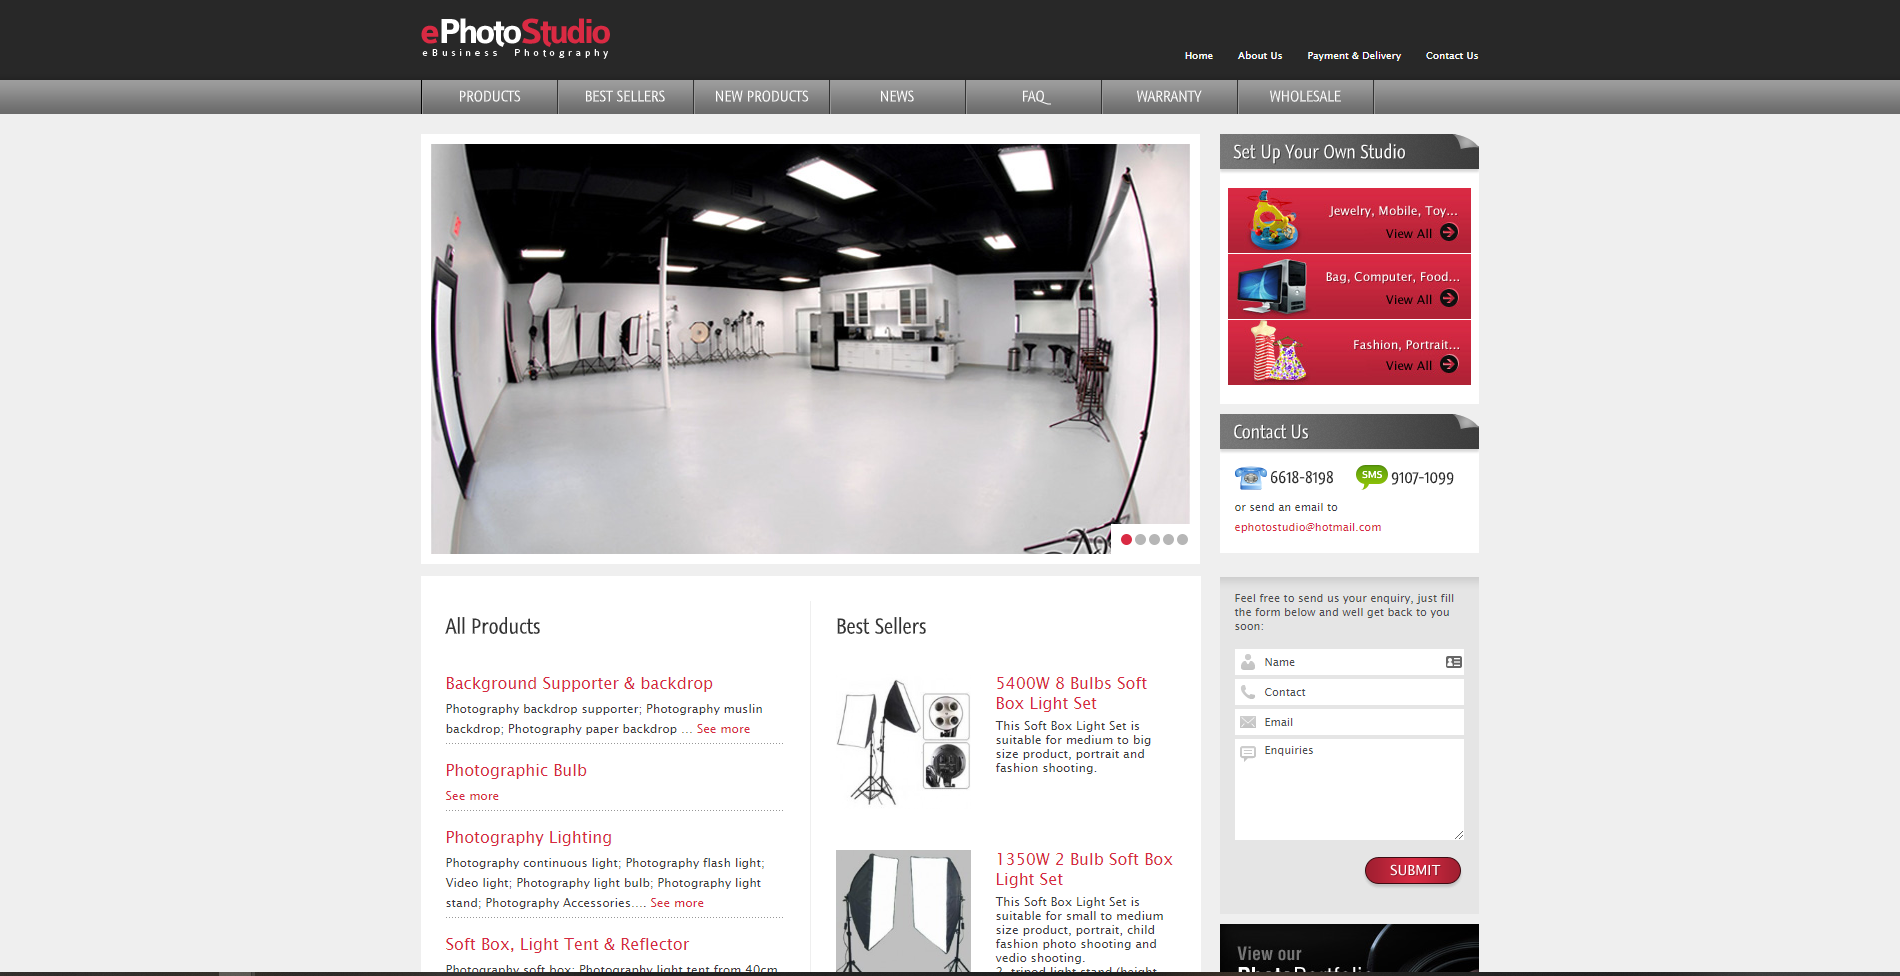 ePhotoStudio
eBusiness Photography
Home About Us Payment & Delivery Contact Us
PRODUCTS BEST SELLERS NEW PRODUCTS NEWS FAQ WARRANTY WHOLESALE
Set Up Your Own Studio
Jewelry, Mobile, Toy...
View All
Bag, Computer, Food...
View All
Fashion, Portrait...
View All
Contact Us
6618-8198 SMS 9107-1099
or send an email to
ephotostudio@hotmail.com
Feel free to send us your enquiry, just fill
the form below and well get back to you
soon:
Name
Contact
Email
Enquiries
SUBMIT
View our
PhotoPortfolio
All Products
Background Supporter & backdrop
Photography backdrop supporter; Photography muslin
backdrop; Photography paper backdrop ... See more
Photographic Bulb
See more
Photography Lighting
Photography continuous light; Photography flash light;
Video light; Photography light bulb; Photography light
stand; Photography Accessories.... See more
Soft Box, Light Tent & Reflector
Photography soft box; Photography light tent from 40cm
Best Sellers
5400W 8 Bulbs Soft
Box Light Set
This Soft Box Light Set is
suitable for medium to big
size product, portrait and
fashion shooting.
1350W 2 Bulb Soft Box
Light Set
This Soft Box Light Set is
suitable for small to medium
size product, portrait, child
fashion photo shooting and
vedio shooting.
2. tripod light stand (height